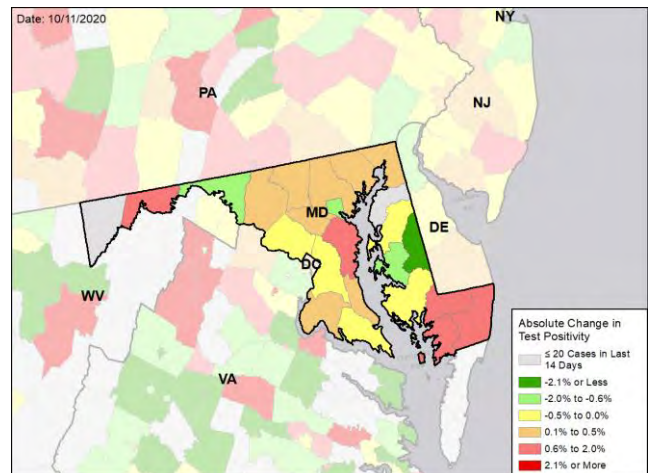 Date: 10/11/2020
NY
PA
NJ
MD
DE
DC
WV
VA
Absolute Change in
Test Positivity
≤ 20 Cases in Last
14 Days
-2.1% or Less
-2.0% to -0.6%
-0.5% to 0.0%
0.1% to 0.5%
0.6% to 2.0%
2.1% or More